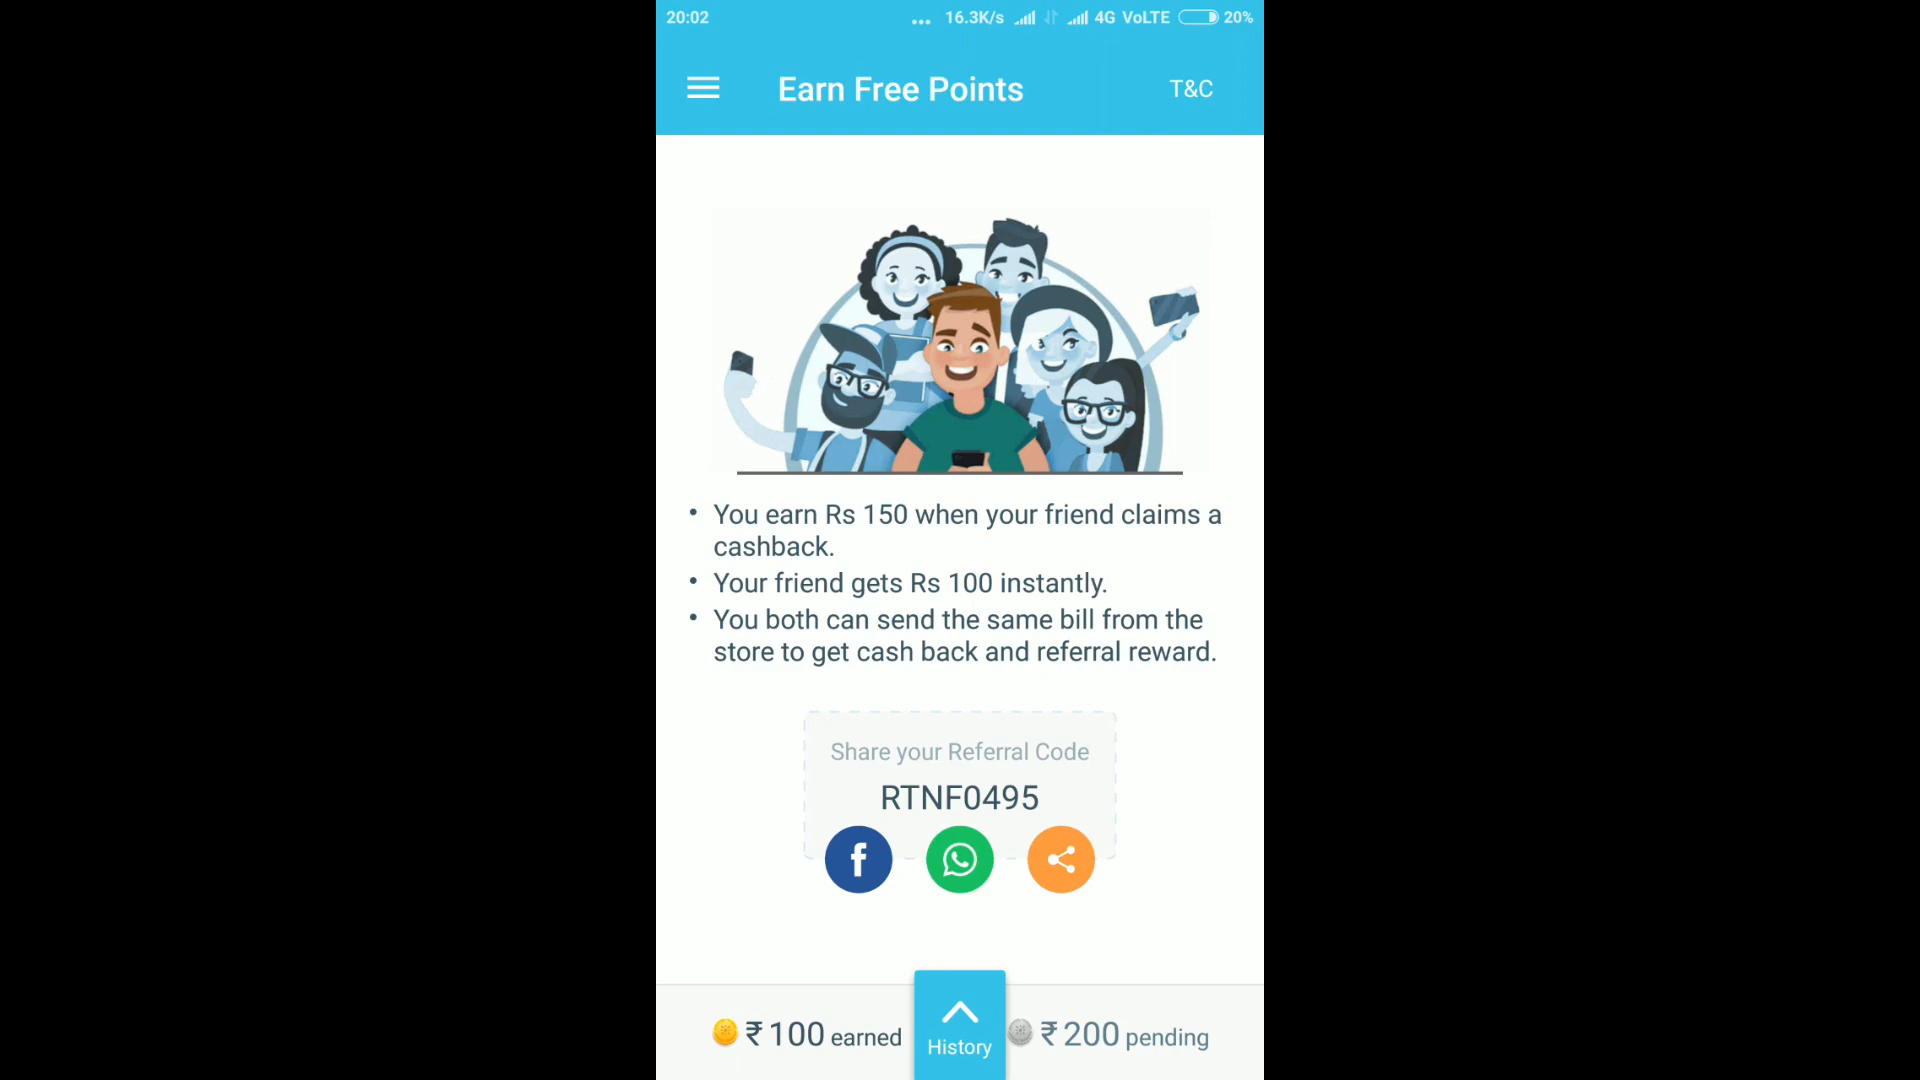 20:02 ... 16.3K/s 4G VoLTE 20%
Earn Free Points T&C
• You earn Rs 150 when your friend claims a
cashback.
• Your friend gets Rs 100 instantly.
• You both can send the same bill from the
store to get cash back and referral reward.
Share your Referral Code
RTNF0495
₹100 earned
History
₹200 pending